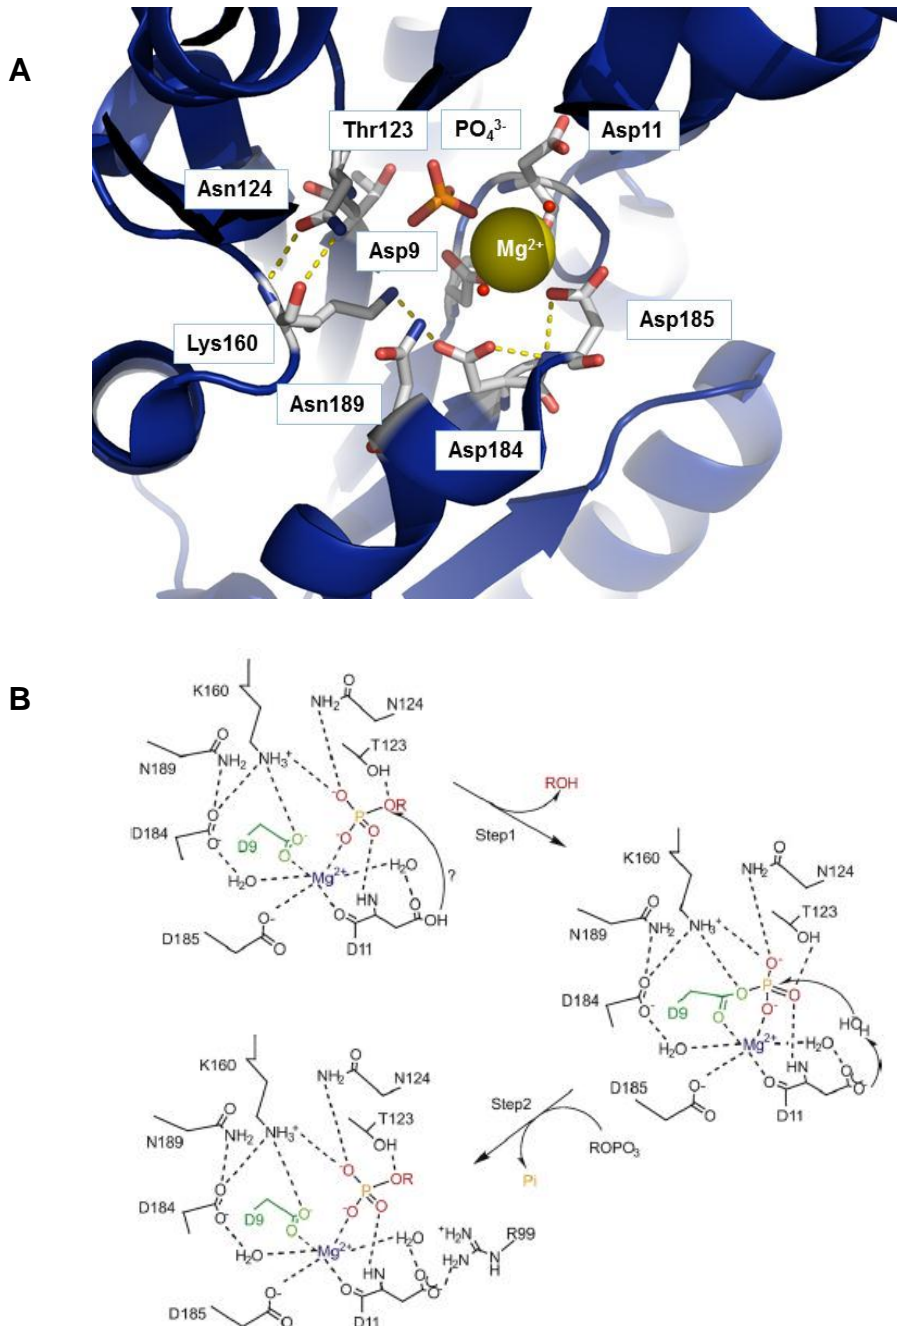 A
Thr123
PO₄³⁻
Asp11
Asn124
Asp9
Mg²⁺
Asp185
Lys160
Asn189
Asp184
B
K160
NH₂
O
N124
T123
OH
N189
O
NH₂
NH₃⁺
⁻O
OR
P
O
ROH
Step1
D184
O
O⁻
D9
O⁻
O
⁻O
H₂O
Mg²⁺
H₂O
?
O
OH
HN
O
D11
O⁻
O
D185
K160
NH₂
O
N124
T123
OH
N189
O
NH₂
NH₃⁺
O⁻
P
O
O
O⁻
D184
O
O⁻
D9
O
H₂O
Mg²⁺
H₂O
HOH
O
O⁻
HN
O
D11
O⁻
O
D185
Step2
ROPO₃
Pi
K160
NH₂
O
N124
T123
OH
N189
O
NH₂
NH₃⁺
⁻O
OR
P
O
D184
O
O⁻
D9
O⁻
O
⁻O
H₂O
Mg²⁺
H₂O
⁺H₂N
H₂N
N
H
R99
O
O⁻
HN
O
D11
O⁻
O
D185